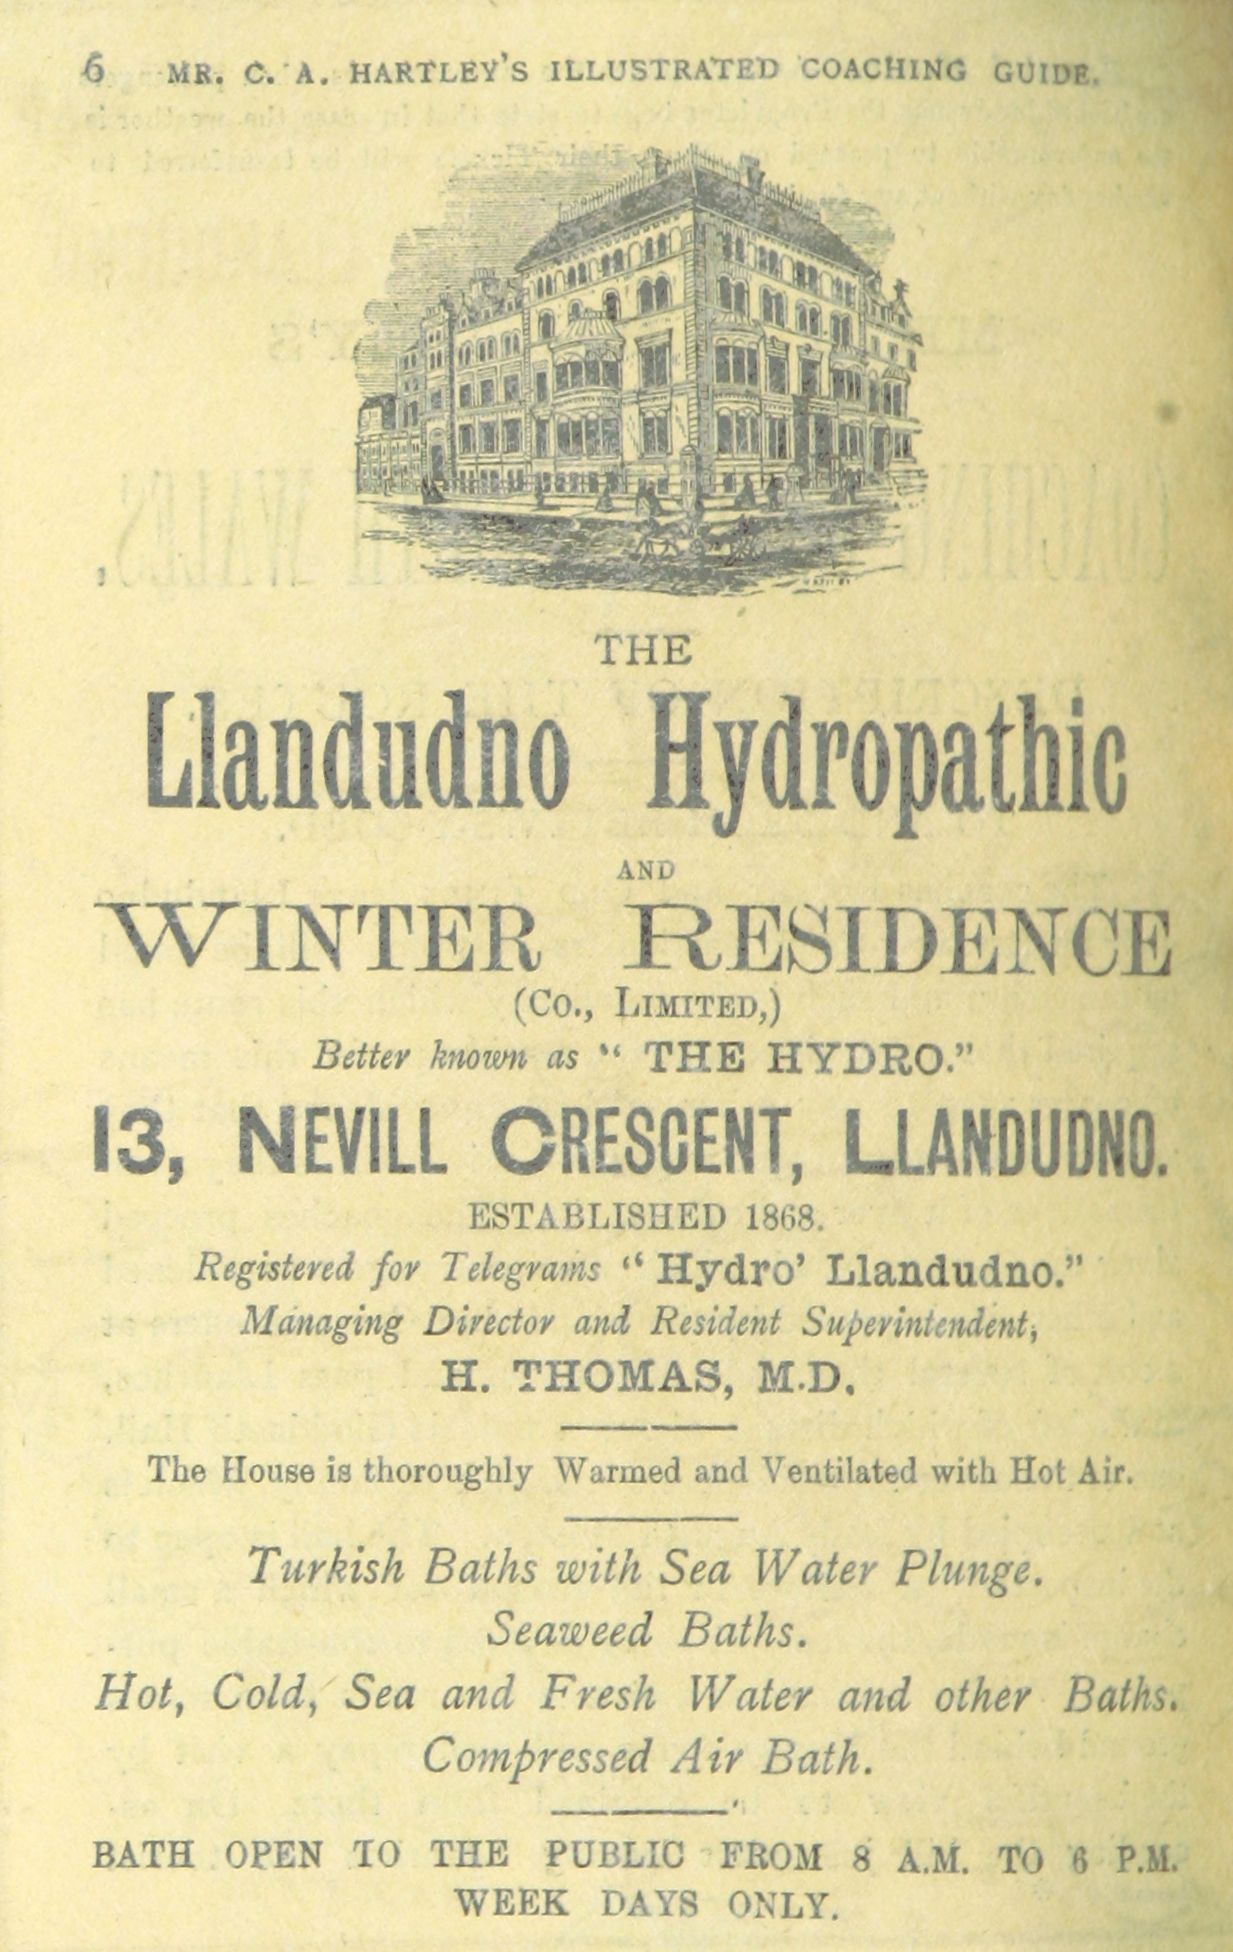 6 MR. C. A. HARTLEY'S ILLUSTRATED COACHING GUIDE.
THE
Llandudno Hydropathic
AND
WINTER RESIDENCE
(Co., LIMITED,)
Better known as "THE HYDRO."
13, NEVILL CRESCENT, LLANDUDNO.
ESTABLISHED 1868.
Registered for Telegrams "Hydro' Llandudno."
Managing Director and Resident Superintendent,
H. THOMAS, M.D.
The House is thoroughly Warmed and Ventilated with Hot Air.
Turkish Baths with Sea Water Plunge.
Seaweed Baths.
Hot, Cold, Sea and Fresh Water and other Baths.
Compressed Air Bath.
BATH OPEN TO THE PUBLIC FROM 8 A.M. TO 6 P.M.
WEEK DAYS ONLY.